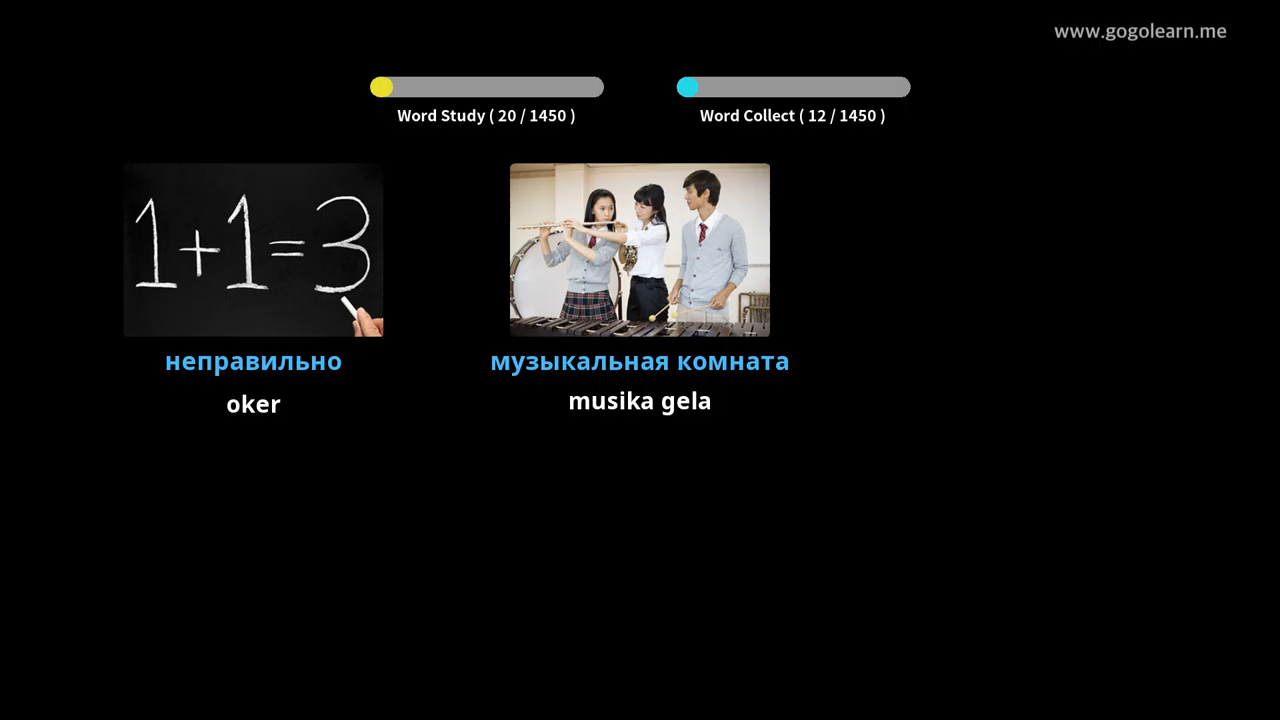 www.gogolearn.me
Word Study ( 20 / 1450 )
Word Collect ( 12 / 1450 )
1+1=3
неправильно
музыкальная комната
oker
musika gela